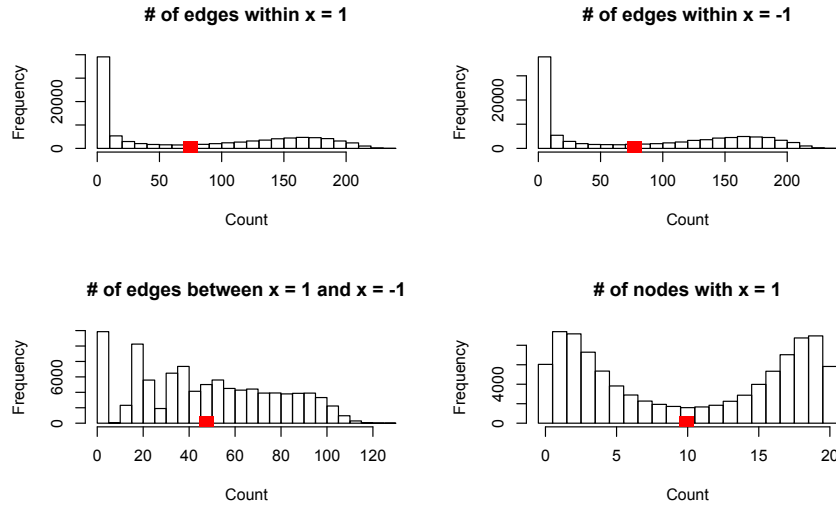 # of edges within x = 1
Frequency
0 20000
0 50 100 150 200
Count
# of edges within x = -1
Frequency
0 20000
0 50 100 150 200
Count
# of edges between x = 1 and x = -1
Frequency
0 6000
0 20 40 60 80 100 120
Count
# of nodes with x = 1
Frequency
0 4000
0 5 10 15 20
Count